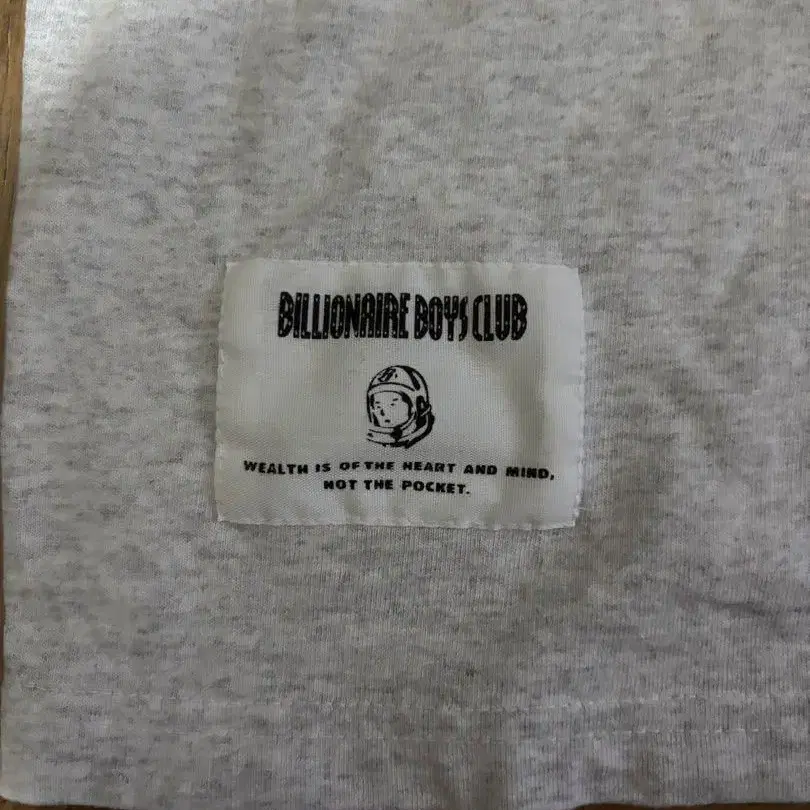 BILLIONAIRE BOYS CLUB
WEALTH IS OF THE HEART AND MIND,
NOT THE POCKET.